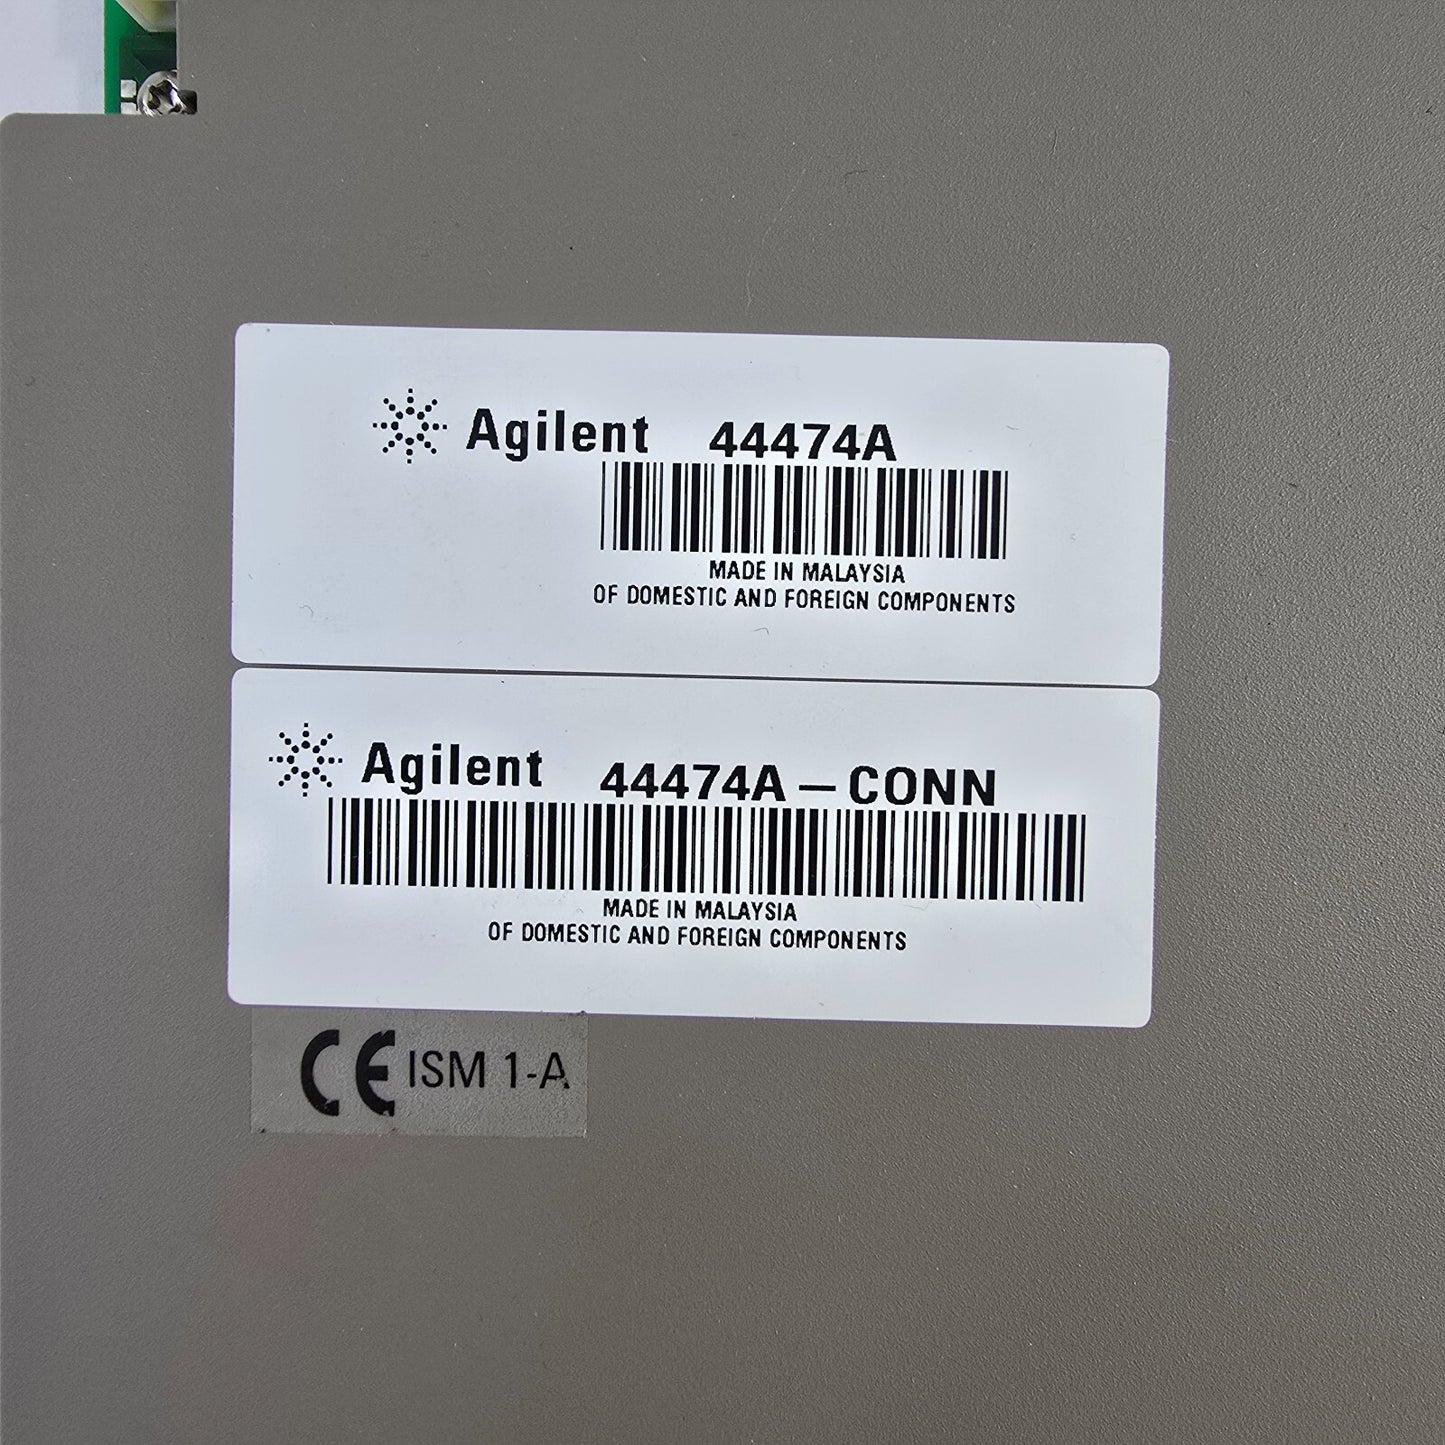 Agilent 44474A
MADE IN MALAYSIA
OF DOMESTIC AND FOREIGN COMPONENTS
Agilent 44474A – CONN
MADE IN MALAYSIA
OF DOMESTIC AND FOREIGN COMPONENTS
CE ISM 1-A